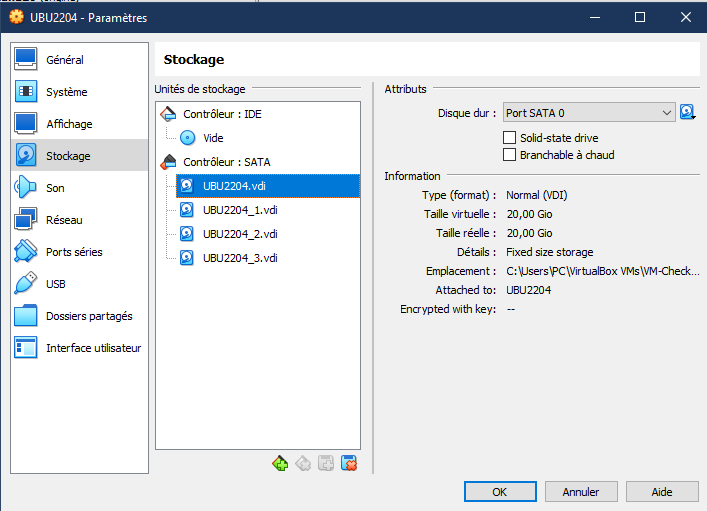 UBU2204 - Paramètres
Général
Système
Affichage
Stockage
Son
Réseau
Ports séries
USB
Dossiers partagés
Interface utilisateur
Stockage
Unités de stockage
Contrôleur : IDE
Vide
Contrôleur : SATA
UBU2204.vdi
UBU2204_1.vdi
UBU2204_2.vdi
UBU2204_3.vdi
Attributs
Disque dur : Port SATA 0
Solid-state drive
Branchable à chaud
Information
Type (format) : Normal (VDI)
Taille virtuelle : 20,00 Gio
Taille réelle : 20,00 Gio
Détails : Fixed size storage
Emplacement : C:\Users\PC\VirtualBox VMs\VM-Check...
Attached to: UBU2204
Encrypted with key: --
OK
Annuler
Aide